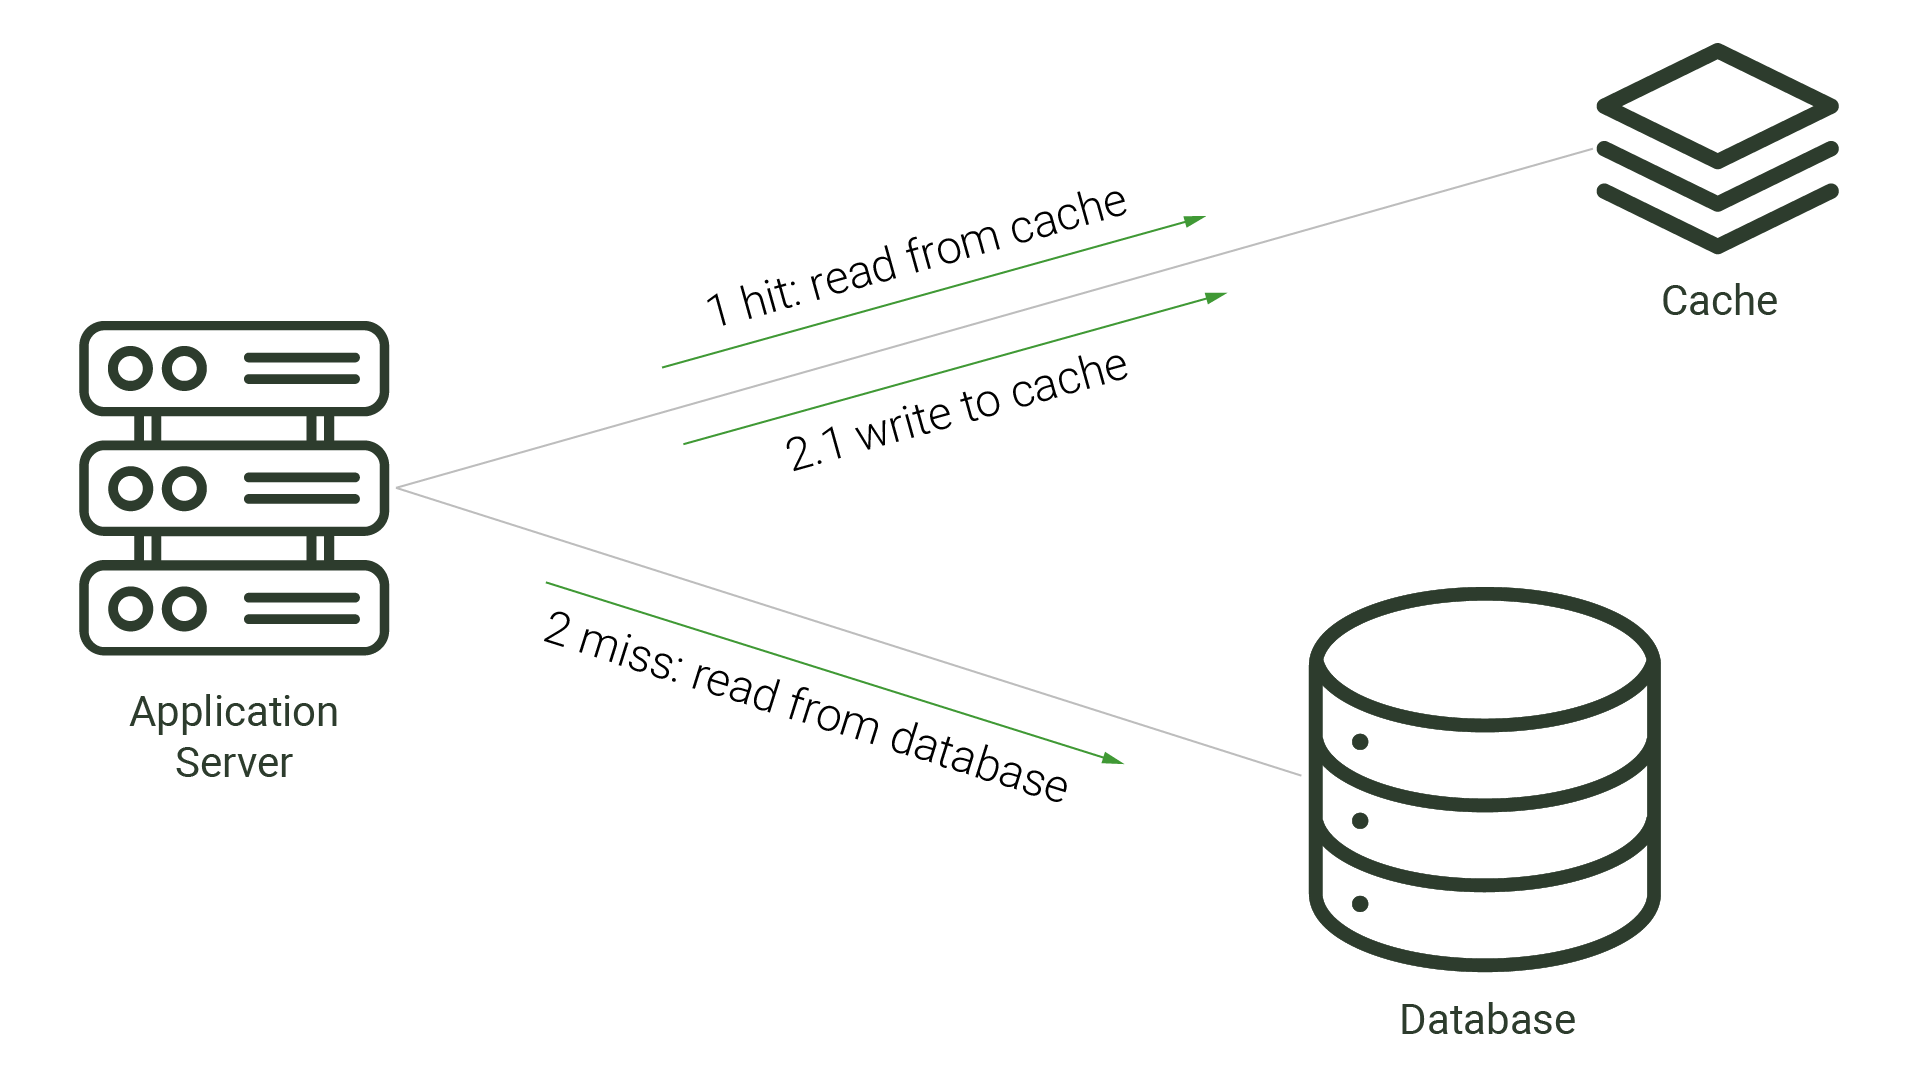 1 hit: read from cache
Cache
2.1 write to cache
2 miss: read from database
Application
Server
Database